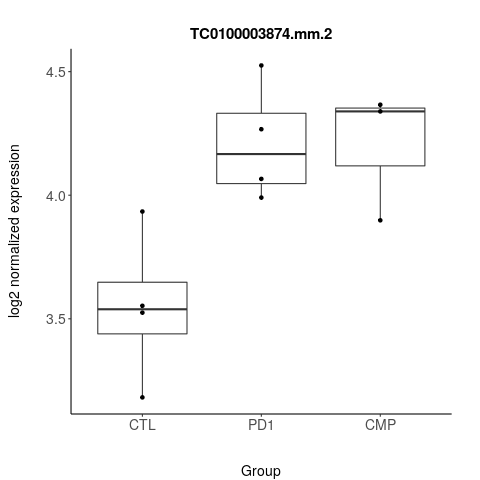 TC0100003874.mm.2
log2 normalized expression
4.5
4.0
3.5
CTL PD1 CMP
Group